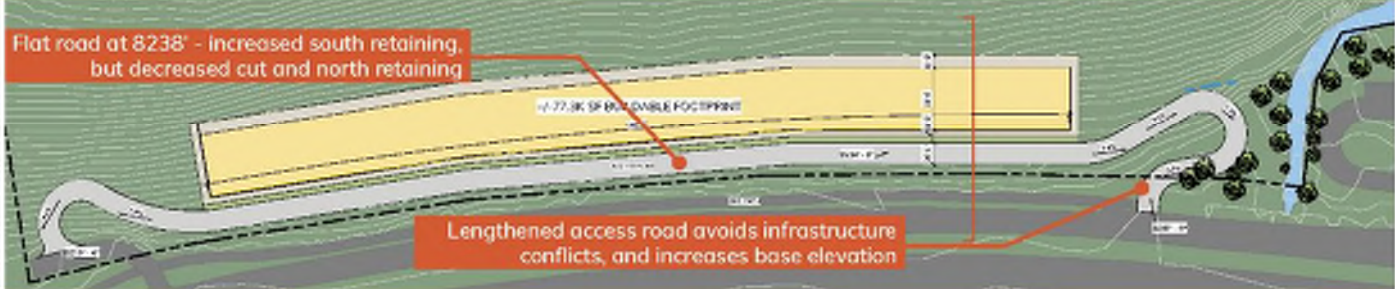 Flat road at 8238' - increased south retaining,
but decreased cut and north retaining
+/-77.3K SF BUILDABLE FOOTPRINT
Lengthened access road avoids infrastructure
conflicts, and increases base elevation